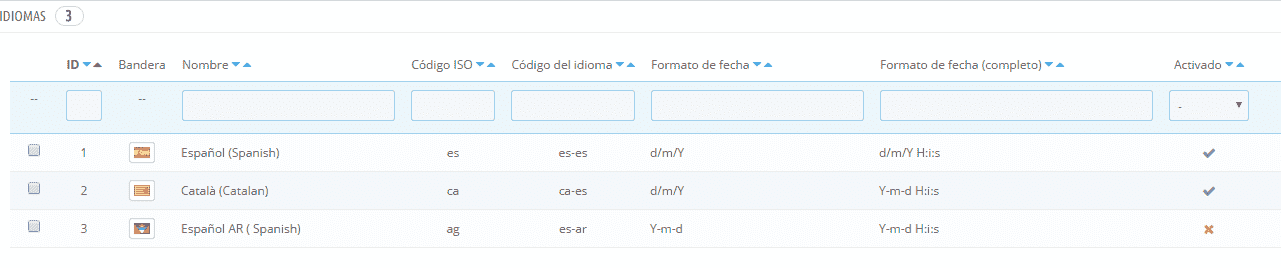 IDIOMAS 3
ID Bandera Nombre Código ISO Código del idioma Formato de fecha Formato de fecha (completo) Activado
-- -- -
1 Español (Spanish) es es-es d/m/Y d/m/Y H:i:s
2 Català (Catalan) ca ca-es d/m/Y Y-m-d H:i:s
3 Español AR ( Spanish) ag es-ar Y-m-d Y-m-d H:i:s